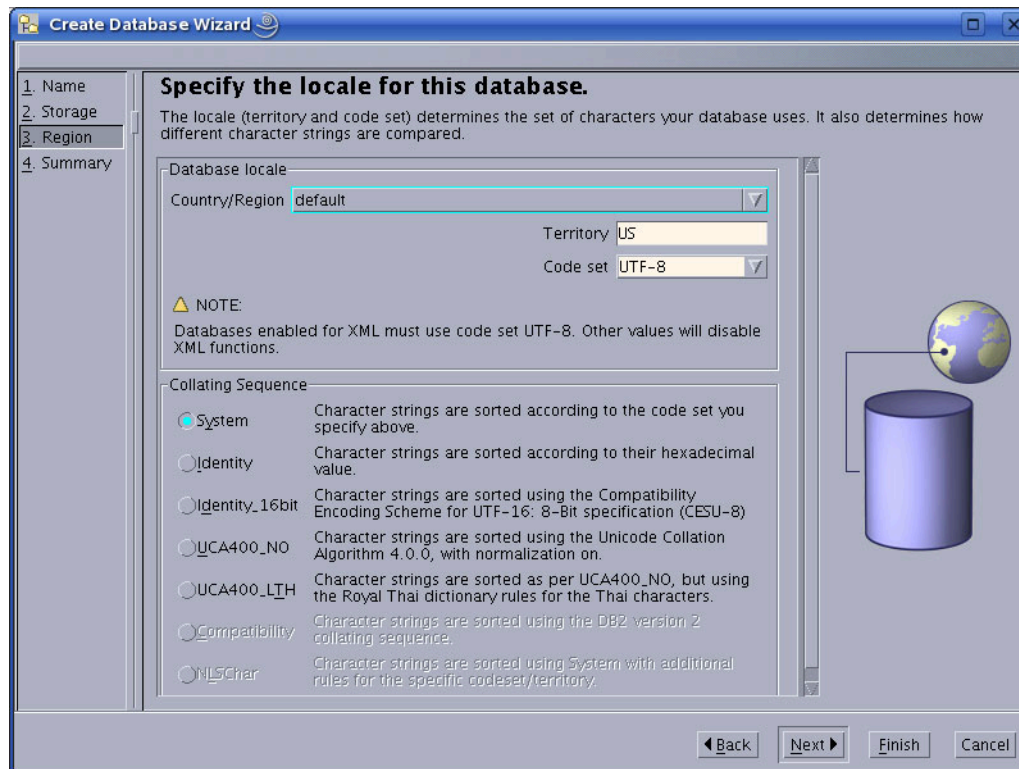 Create Database Wizard
1. Name
2. Storage
3. Region
4. Summary
Specify the locale for this database.
The locale (territory and code set) determines the set of characters your database uses. It also determines how
different character strings are compared.
Database locale
Country/Region default
Territory US
Code set UTF-8
NOTE:
Databases enabled for XML must use code set UTF-8. Other values will disable
XML functions.
Collating Sequence
System Character strings are sorted according to the code set you
specify above.
Identity Character strings are sorted according to their hexadecimal
value.
Identity_16bit Character strings are sorted using the Compatibility
Encoding Scheme for UTF-16: 8-Bit specification (CESU-8)
UCA400_NO Character strings are sorted using the Unicode Collation
Algorithm 4.0.0, with normalization on.
UCA400_LTH Character strings are sorted as per UCA400_NO, but using
the Royal Thai dictionary rules for the Thai characters.
Compatibility Character strings are sorted using the DB2 version 2
collating sequence.
NLSChar Character strings are sorted using System with additional
rules for the specific codeset/territory.
Back Next Finish Cancel